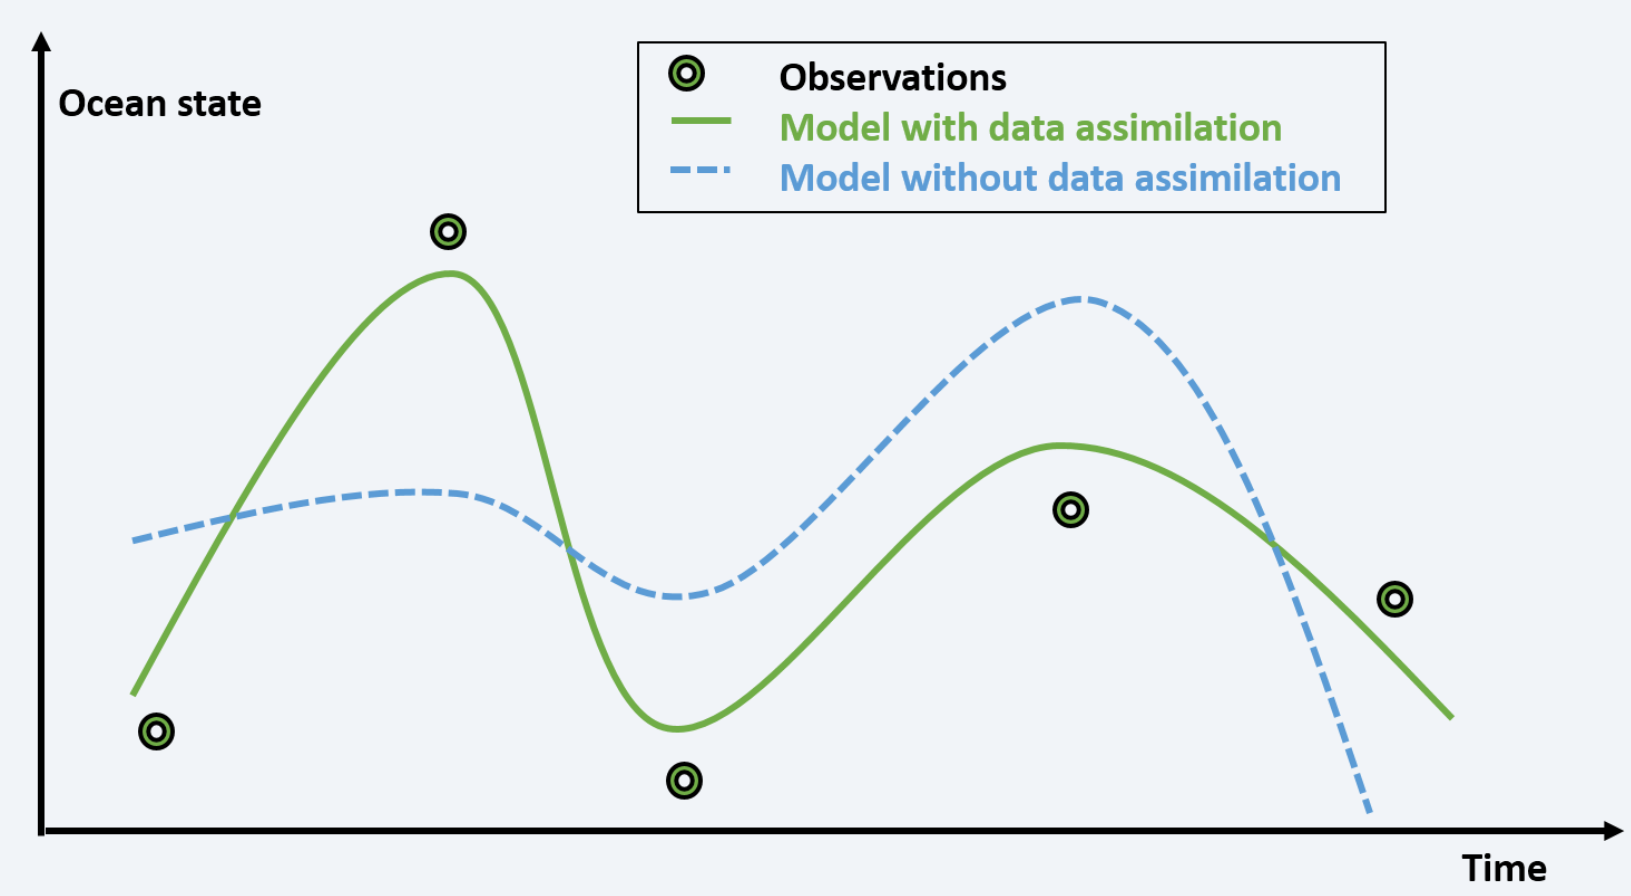 Ocean state
Observations
Model with data assimilation
Model without data assimilation
Time